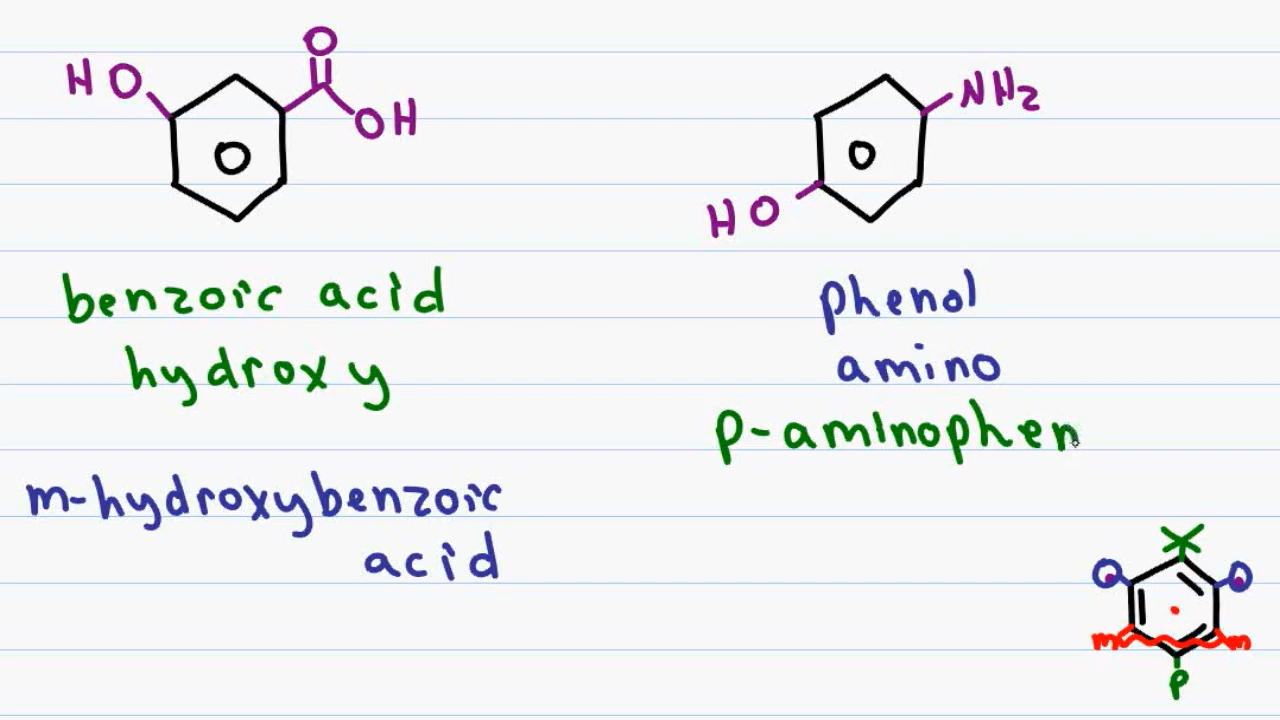 O
HO
OH
NH2
HO
benzoic acid
hydroxy
m-hydroxybenzoic
acid
phenol
amino
p-aminophen
X
O O
m m
p